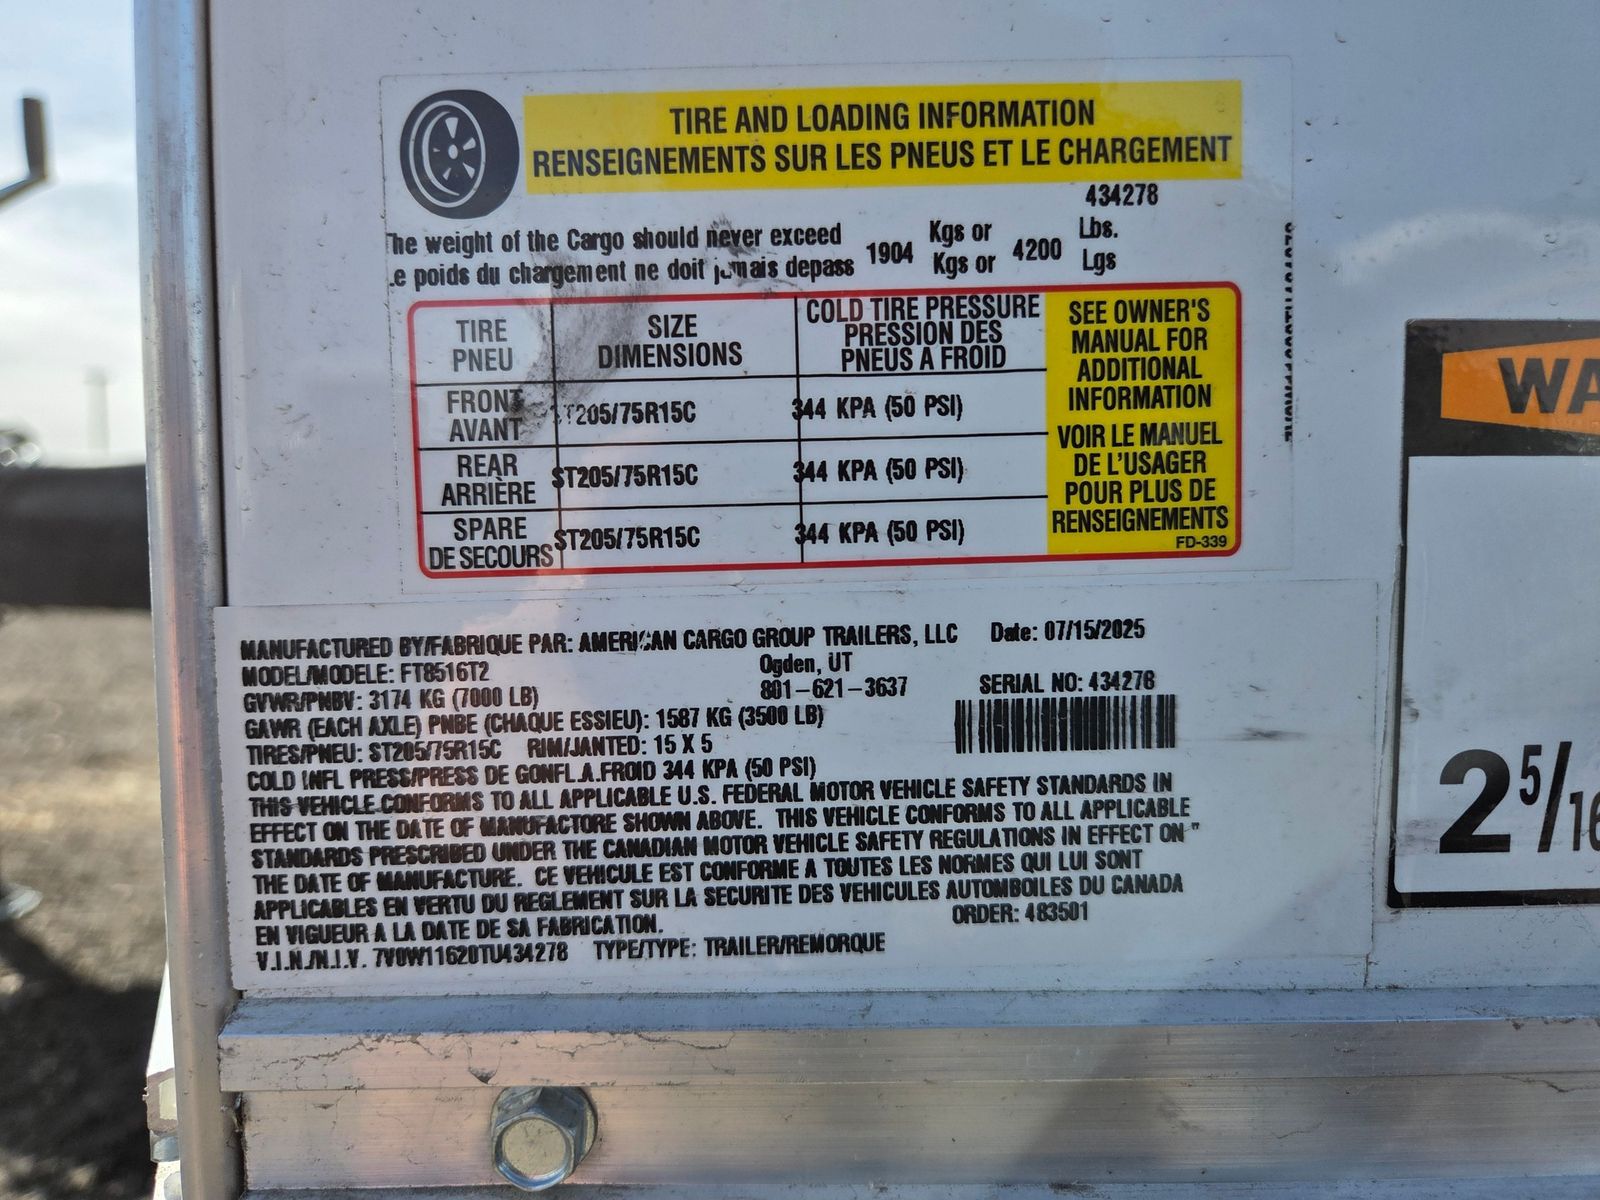 TIRE AND LOADING INFORMATION
RENSEIGNEMENTS SUR LES PNEUS ET LE CHARGEMENT
434278
The weight of the Cargo should never exceed 1904 Kgs or 4200 Lbs.
Le poids du chargement ne doit jamais depass Kgs or Lgs
TIRE PNEU
SIZE DIMENSIONS
COLD TIRE PRESSURE
PRESSION DES
PNEUS A FROID
FRONT AVANT ST205/75R15C 344 KPA (50 PSI)
REAR ARRIÈRE ST205/75R15C 344 KPA (50 PSI)
SPARE DE SECOURS ST205/75R15C 344 KPA (50 PSI)
SEE OWNER'S
MANUAL FOR
ADDITIONAL
INFORMATION
VOIR LE MANUEL
DE L'USAGER
POUR PLUS DE
RENSEIGNEMENTS
FD-339
MANUFACTURED BY/FABRIQUE PAR: AMERICAN CARGO GROUP TRAILERS, LLC Date: 07/15/2025
MODEL/MODELE: FT8516T2 Ogden, UT
GVWR/PNBV: 3174 KG (7000 LB) 801-621-3637 SERIAL NO: 434278
GAWR (EACH AXLE) PNBE (CHAQUE ESSIEU): 1587 KG (3500 LB)
TIRES/PNEU: ST205/75R15C RIM/JANTED: 15 X 5
COLD INFL PRESS/PRESS DE GONFL.A.FROID 344 KPA (50 PSI)
THIS VEHICLE CONFORMS TO ALL APPLICABLE U.S. FEDERAL MOTOR VEHICLE SAFETY STANDARDS IN
EFFECT ON THE DATE OF MANUFACTORE SHOWN ABOVE. THIS VEHICLE CONFORMS TO ALL APPLICABLE
STANDARDS PRESCRIBED UNDER THE CANADIAN MOTOR VEHICLE SAFETY REGULATIONS IN EFFECT ON "
THE DATE OF MANUFACTURE. CE VEHICULE EST CONFORME A TOUTES LES NORMES QUI LUI SONT
APPLICABLES EN VERTU DU REGLEMENT SUR LA SECURITE DES VEHICULES AUTOMBOILES DU CANADA
EN VIGUEUR A LA DATE DE SA FABRICATION. ORDER: 483501
V.I.N./N.I.V. 7V0W11620TU434278 TYPE/TYPE: TRAILER/REMORQUE
WA
2 5/16